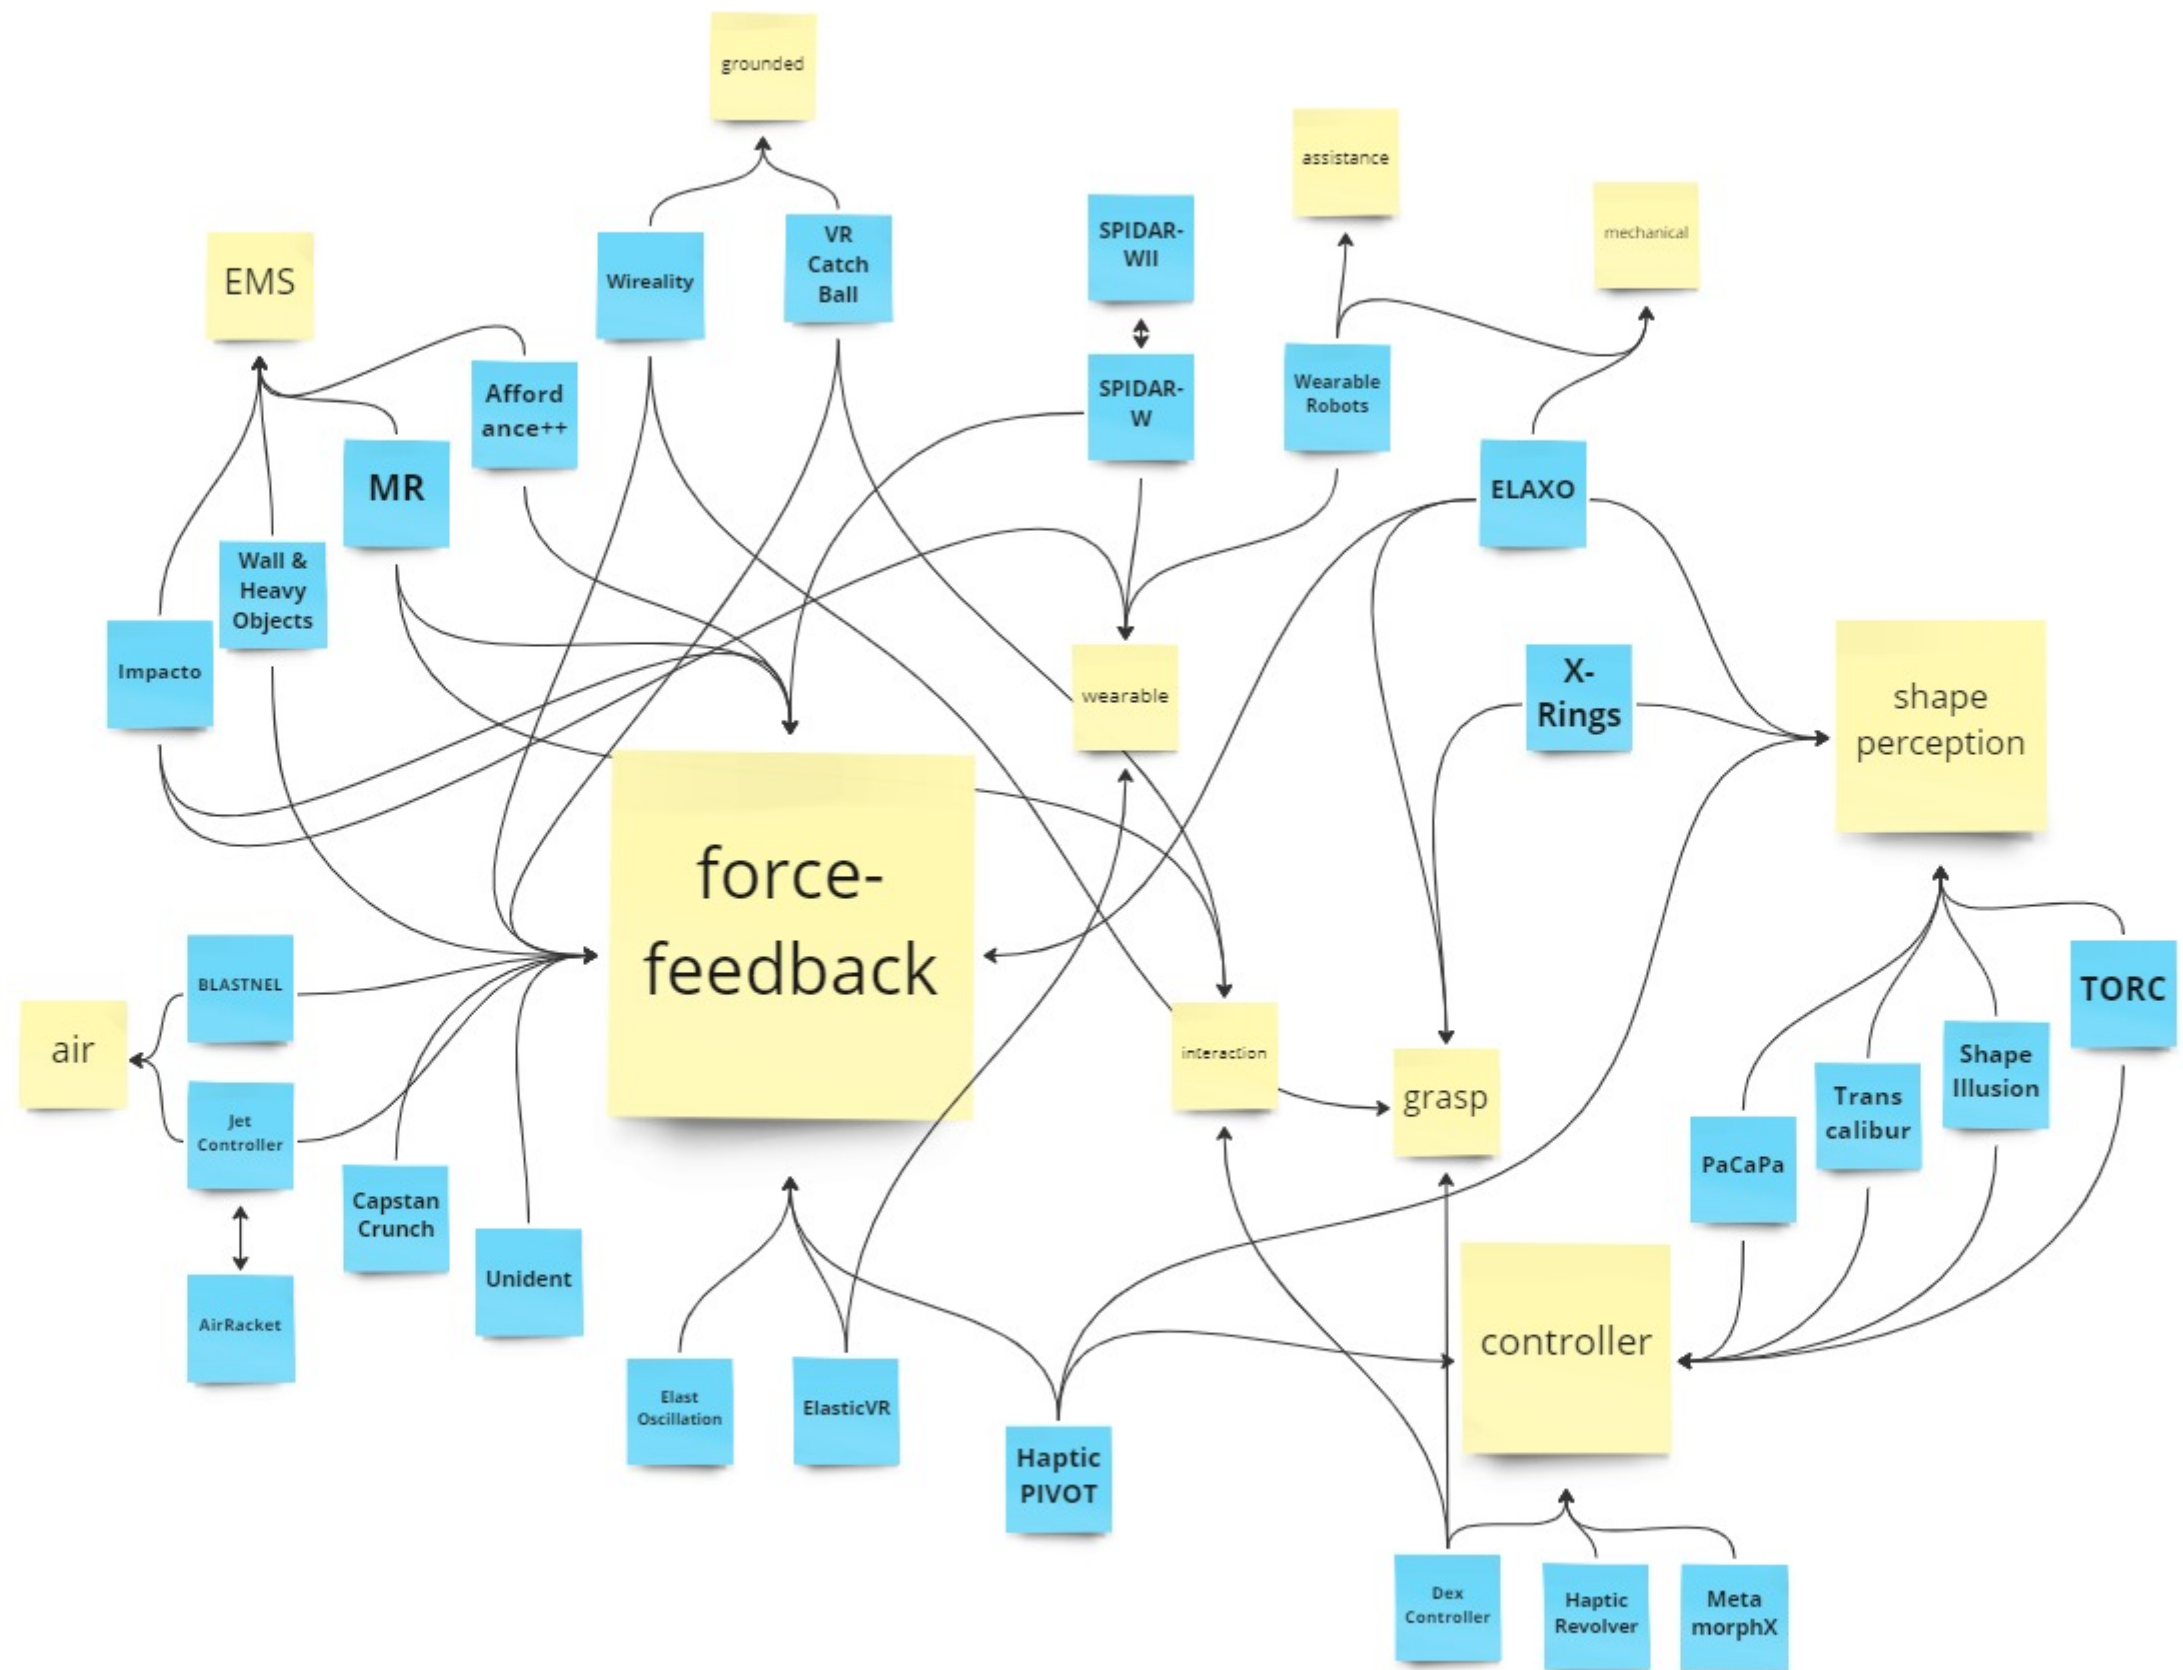 grounded
assistance
mechanical
SPIDAR-
WII
EMS
Wireality
VR
Catch
Ball
SPIDAR-
W
Wearable
Robots
Afford
ance++
MR
ELAXO
Wall &
Heavy
Objects
Impacto
wearable
X-
Rings
shape
perception
force-
feedback
BLASTNEL
air
Jet
Controller
interaction
grasp
TORC
Shape
Illusion
Trans
calibur
PaCaPa
Capstan
Crunch
Unident
AirRacket
controller
Elast
Oscillation
ElasticVR
Haptic
PIVOT
Dex
Controller
Haptic
Revolver
Meta
morphX